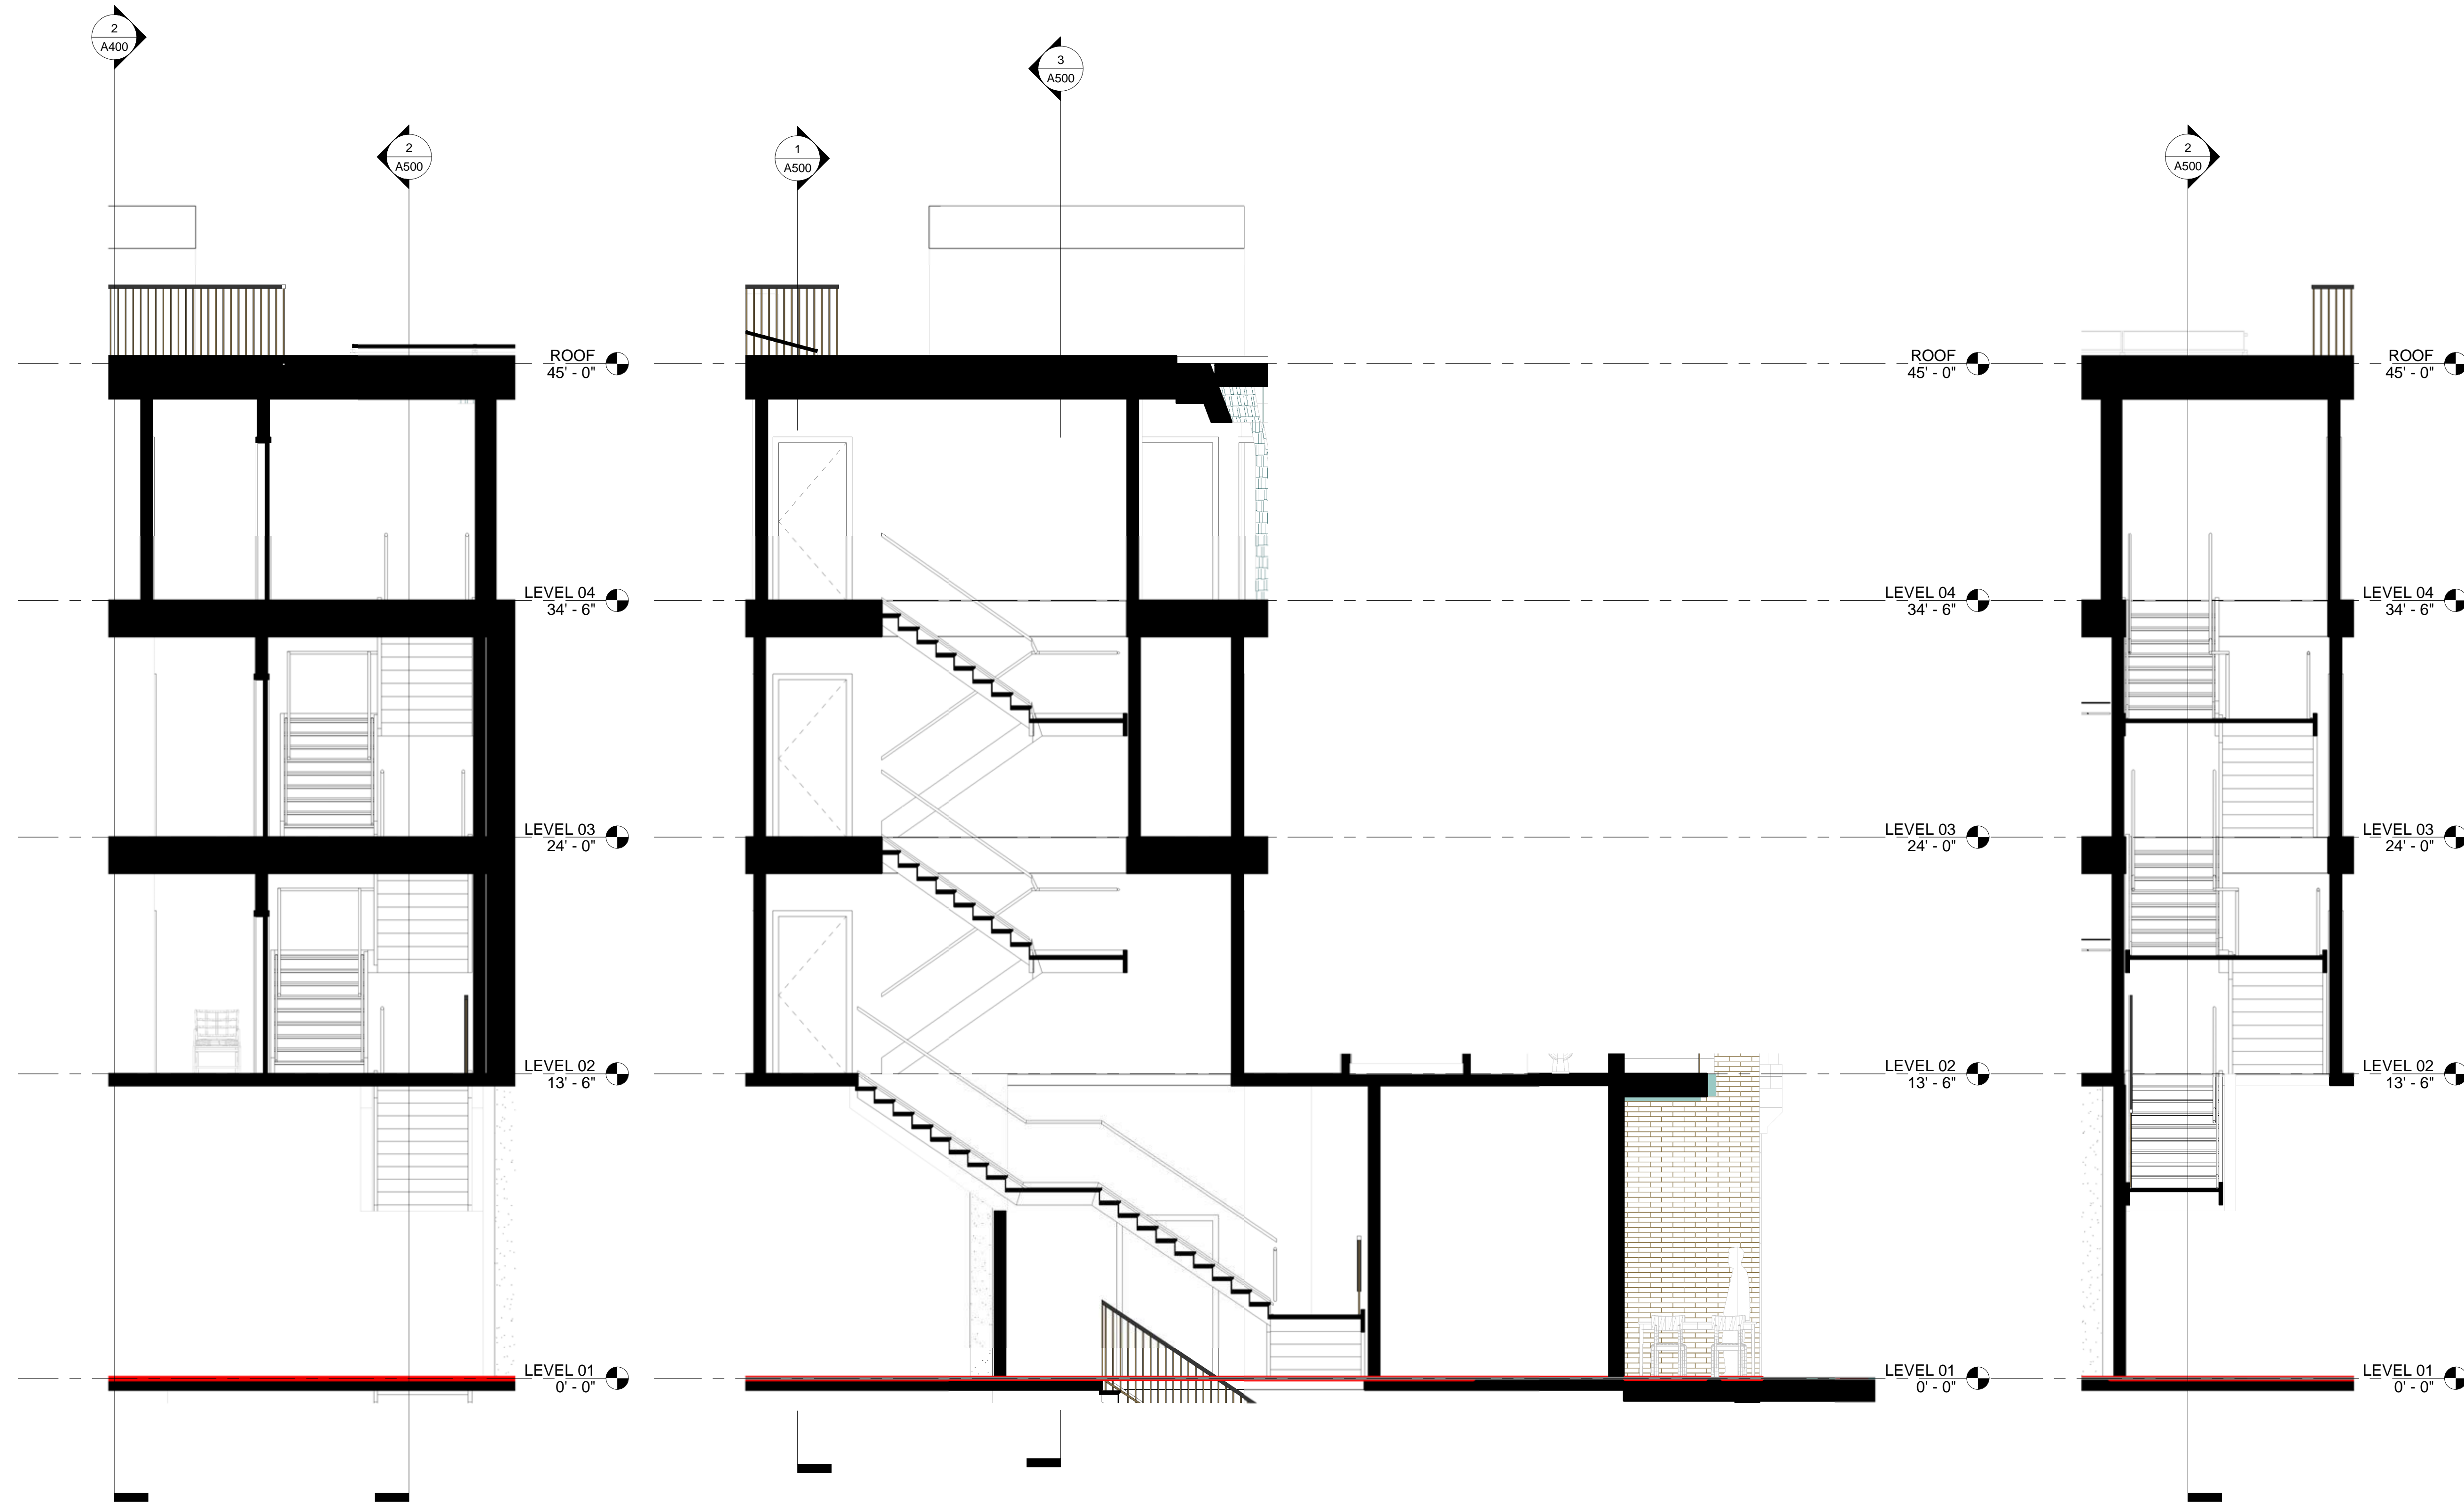 2
A400
3
A500
2
A500
1
A500
2
A500
ROOF
45' - 0"
ROOF
45' - 0"
ROOF
45' - 0"
LEVEL 04
34' - 6"
LEVEL 04
34' - 6"
LEVEL 04
34' - 6"
LEVEL 03
24' - 0"
LEVEL 03
24' - 0"
LEVEL 03
24' - 0"
LEVEL 02
13' - 6"
LEVEL 02
13' - 6"
LEVEL 02
13' - 6"
LEVEL 01
0' - 0"
LEVEL 01
0' - 0"
LEVEL 01
0' - 0"